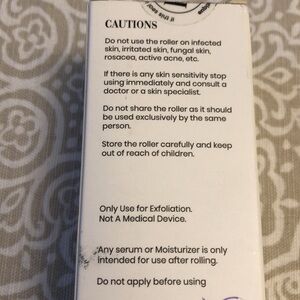 CAUTIONS
Do not use the roller on infected
skin, irritated skin, fungal skin,
rosacea, active acne, etc.
If there is any skin sensitivity stop
using immediately and consult a
doctor or a skin specialist.
Do not share the roller as it should
be used exclusively by the same
person.
Store the roller carefully and keep
out of reach of children.
Only Use for Exfoliation.
Not A Medical Device.
Any serum or Moisturizer is only
intended for use after rolling.
Do not apply before using